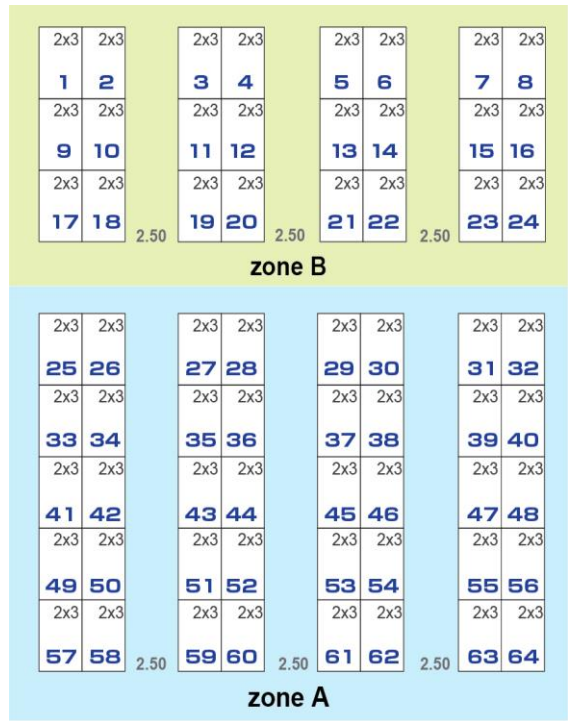 2x3 2x3 2x3 2x3 2x3 2x3 2x3 2x3
1 2 3 4 5 6 7 8
2x3 2x3 2x3 2x3 2x3 2x3 2x3 2x3
9 10 11 12 13 14 15 16
2x3 2x3 2x3 2x3 2x3 2x3 2x3 2x3
17 18 19 20 21 22 23 24
2.50 2.50 2.50
zone B
2x3 2x3 2x3 2x3 2x3 2x3 2x3 2x3
25 26 27 28 29 30 31 32
2x3 2x3 2x3 2x3 2x3 2x3 2x3 2x3
33 34 35 36 37 38 39 40
2x3 2x3 2x3 2x3 2x3 2x3 2x3 2x3
41 42 43 44 45 46 47 48
2x3 2x3 2x3 2x3 2x3 2x3 2x3 2x3
49 50 51 52 53 54 55 56
2x3 2x3 2x3 2x3 2x3 2x3 2x3 2x3
57 58 59 60 61 62 63 64
2.50 2.50 2.50
zone A